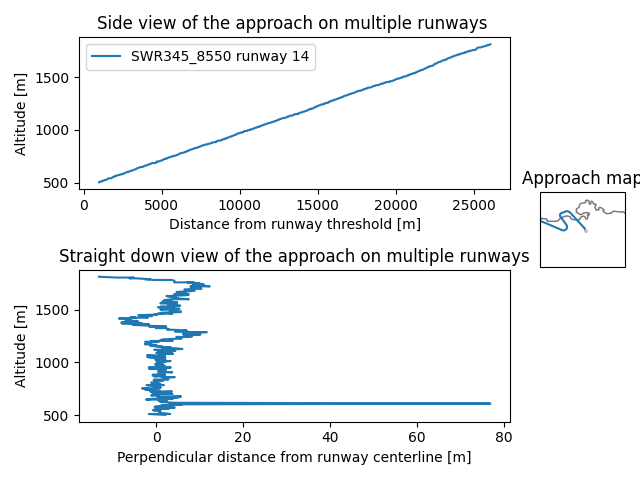 Side view of the approach on multiple runways
SWR345_8550 runway 14
Altitude [m]
1500
1000
500
0 5000 10000 15000 20000 25000
Distance from runway threshold [m]
Approach map
Straight down view of the approach on multiple runways
Altitude [m]
1500
1000
500
0 20 40 60 80
Perpendicular distance from runway centerline [m]